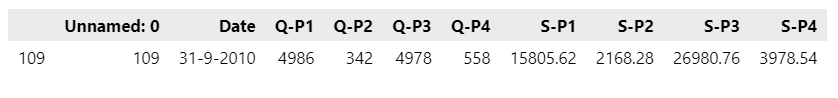 Unnamed: 0 Date Q-P1 Q-P2 Q-P3 Q-P4 S-P1 S-P2 S-P3 S-P4
109 109 31-9-2010 4986 342 4978 558 15805.62 2168.28 26980.76 3978.54